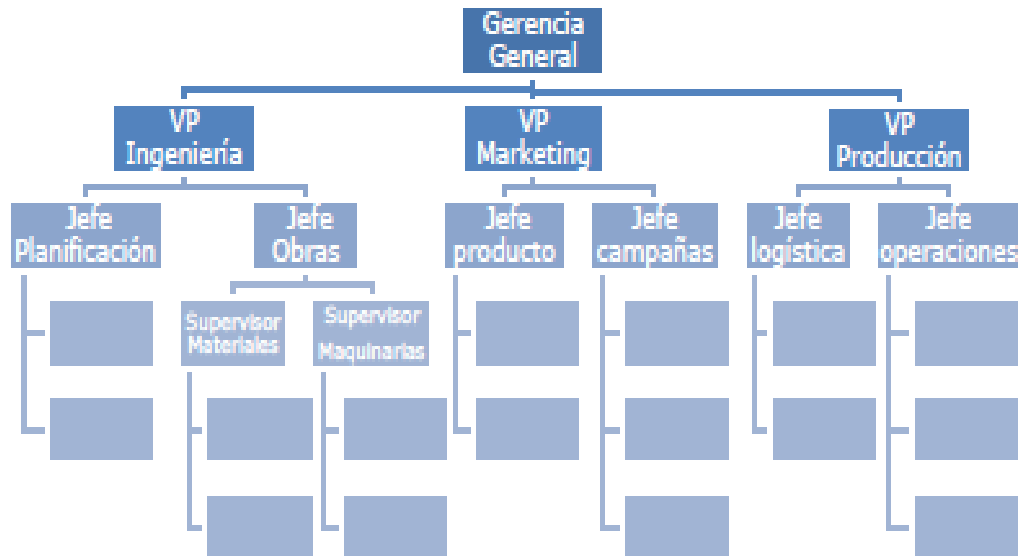 Gerencia
General
VP
Ingeniería
VP
Marketing
VP
Producción
Jefe
Planificación
Jefe
Obras
Jefe
producto
Jefe
campañas
Jefe
logística
Jefe
operaciones
Supervisor
Materiales
Supervisor
Maquinarias